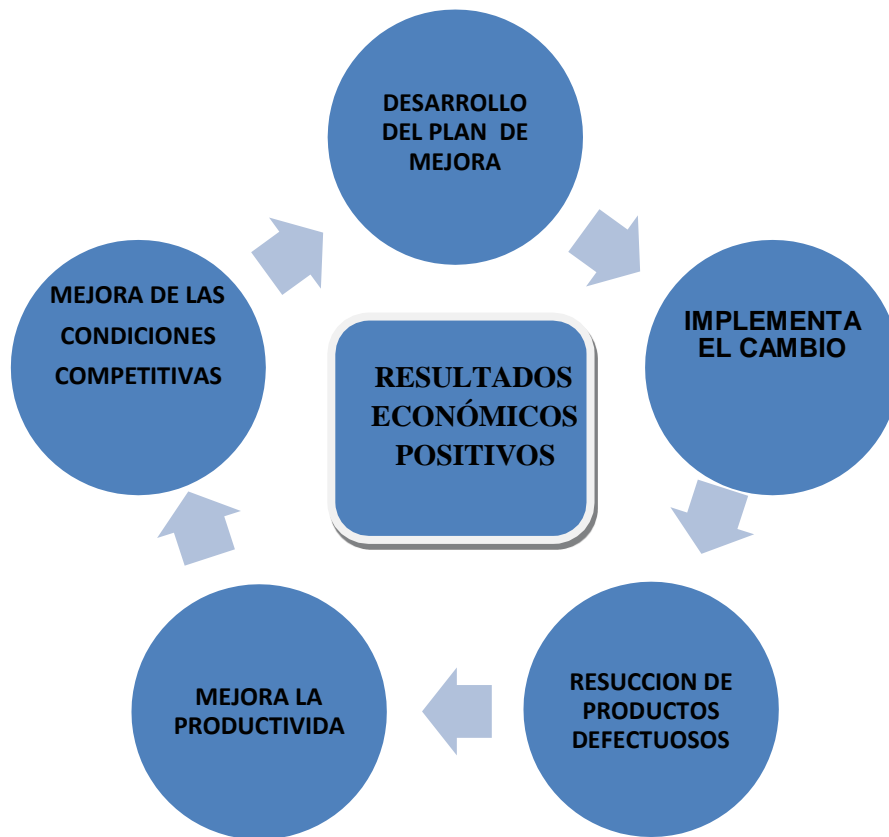 DESARROLLO
DEL PLAN DE
MEJORA
IMPLEMENTA
EL CAMBIO
RESUCCION DE
PRODUCTOS
DEFECTUOSOS
MEJORA LA
PRODUCTIVIDA
MEJORA DE LAS
CONDICIONES
COMPETITIVAS
RESULTADOS
ECONÓMICOS
POSITIVOS